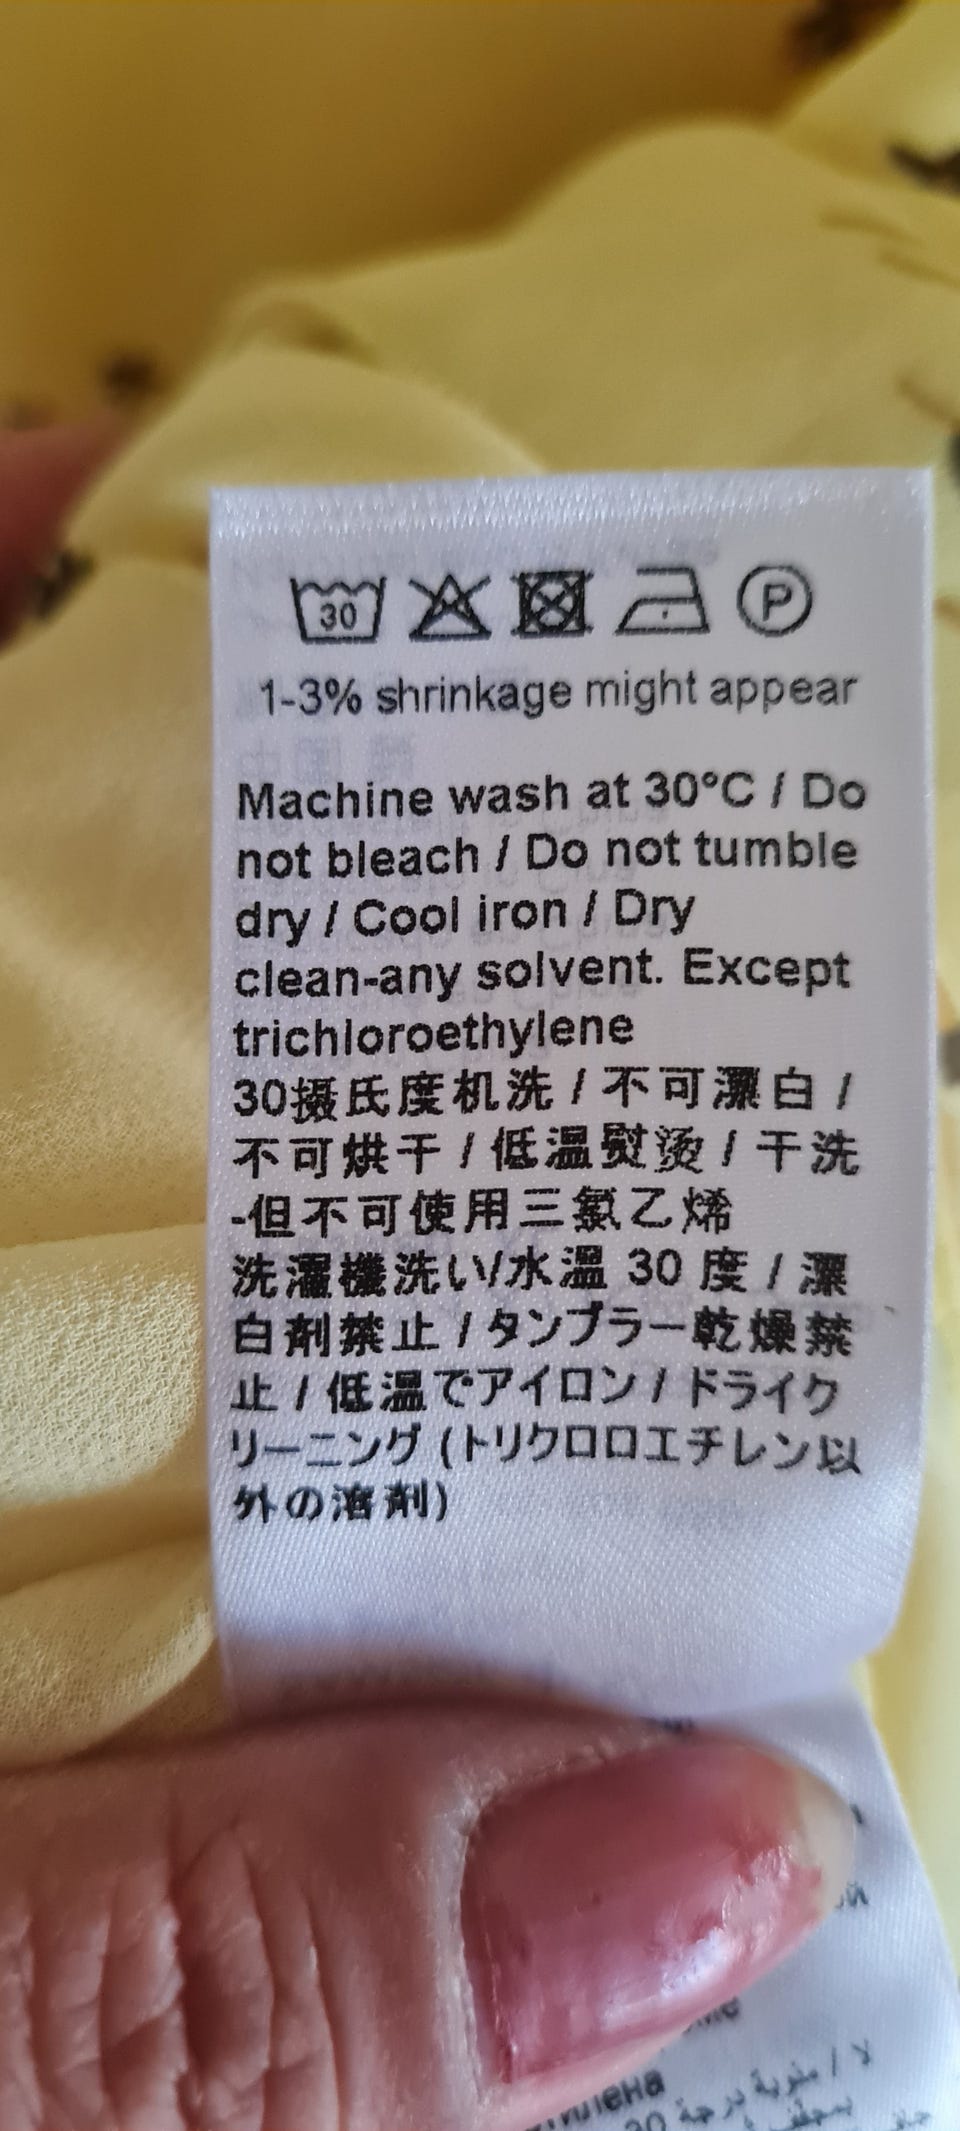 30 P
1-3% shrinkage might appear
Machine wash at 30°C / Do
not bleach / Do not tumble
dry / Cool iron / Dry
clean-any solvent. Except
trichloroethylene
30摄氏度机洗 / 不可漂白 /
不可烘干 / 低温熨烫 / 干洗
-但不可使用三氯乙烯
洗濯機洗い/水温 30 度 / 漂
白剤禁止 / タンブラー乾燥禁
止 / 低温でアイロン / ドライク
リーニング (トリクロロエチレン以
外の溶剤)
30 درجة مئوية / لا